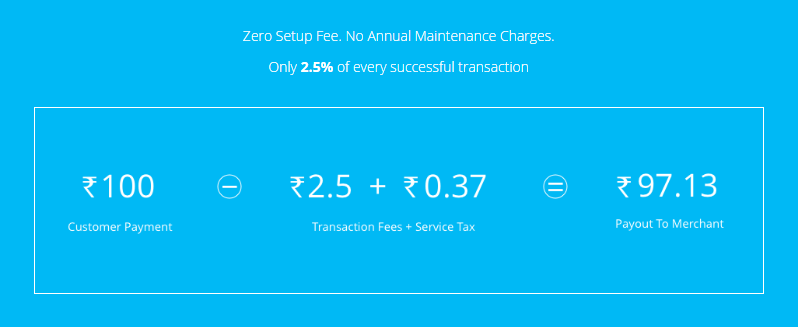 Zero Setup Fee. No Annual Maintenance Charges.
Only 2.5% of every successful transaction
₹100 − ₹2.5 + ₹0.37 = ₹97.13
Customer Payment Transaction Fees + Service Tax Payout To Merchant